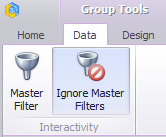 Group Tools
Home Data Design
Master Filter
Ignore Master Filters
Interactivity